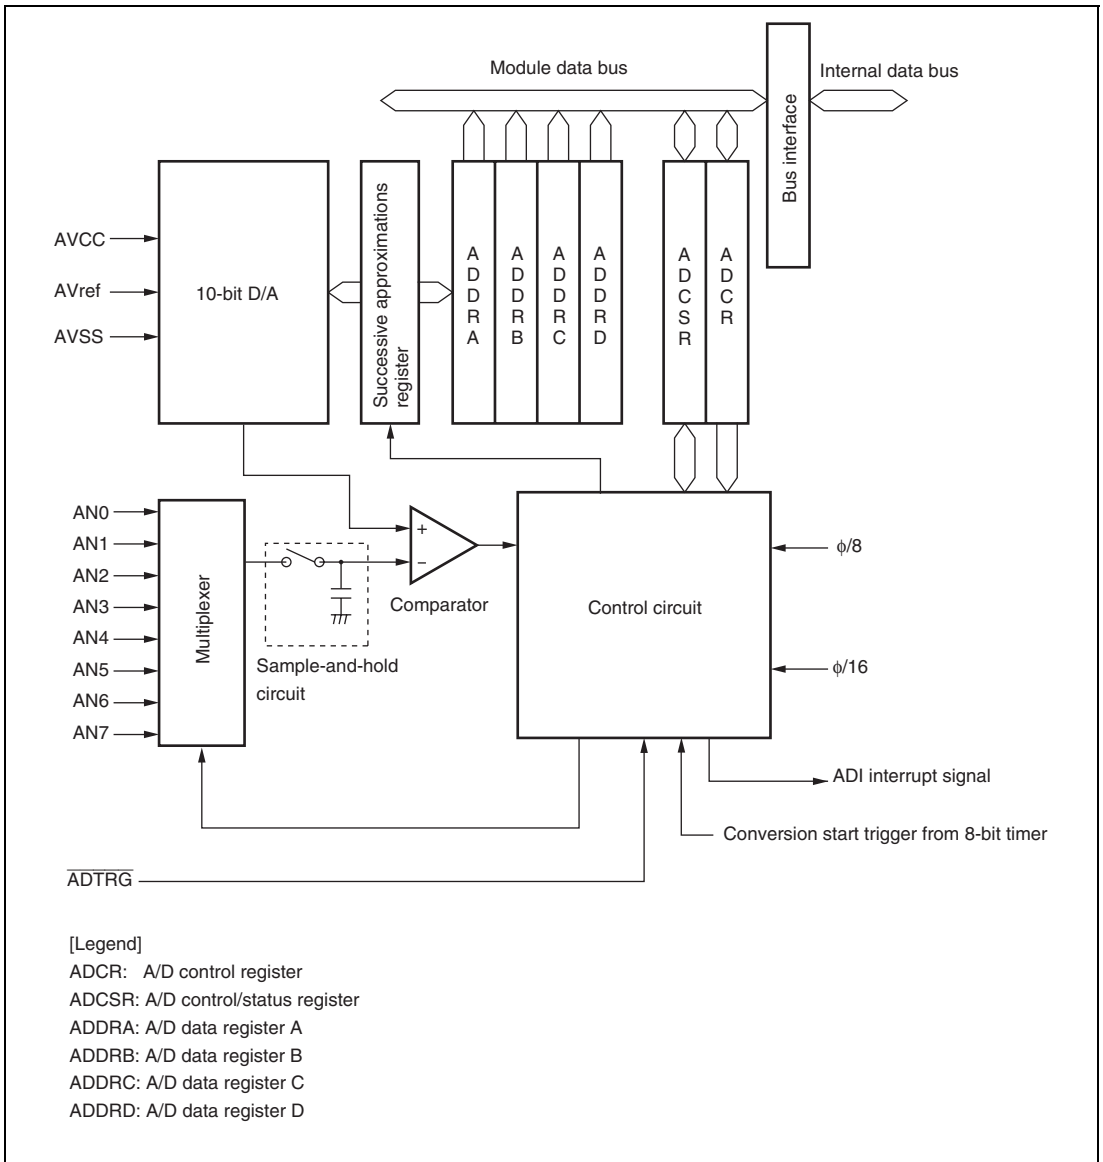 Module data bus
Internal data bus
Bus interface
AVCC
AVref
AVSS
10-bit D/A
Successive approximations
register
ADDRA
ADDRB
ADDRC
ADDRD
ADCSR
ADCR
AN0
AN1
AN2
AN3
AN4
AN5
AN6
AN7
Multiplexer
Sample-and-hold
circuit
+
−
Comparator
Control circuit
ϕ/8
ϕ/16
ADI interrupt signal
Conversion start trigger from 8-bit timer
ADTRG
[Legend]
ADCR: A/D control register
ADCSR: A/D control/status register
ADDRA: A/D data register A
ADDRB: A/D data register B
ADDRC: A/D data register C
ADDRD: A/D data register D